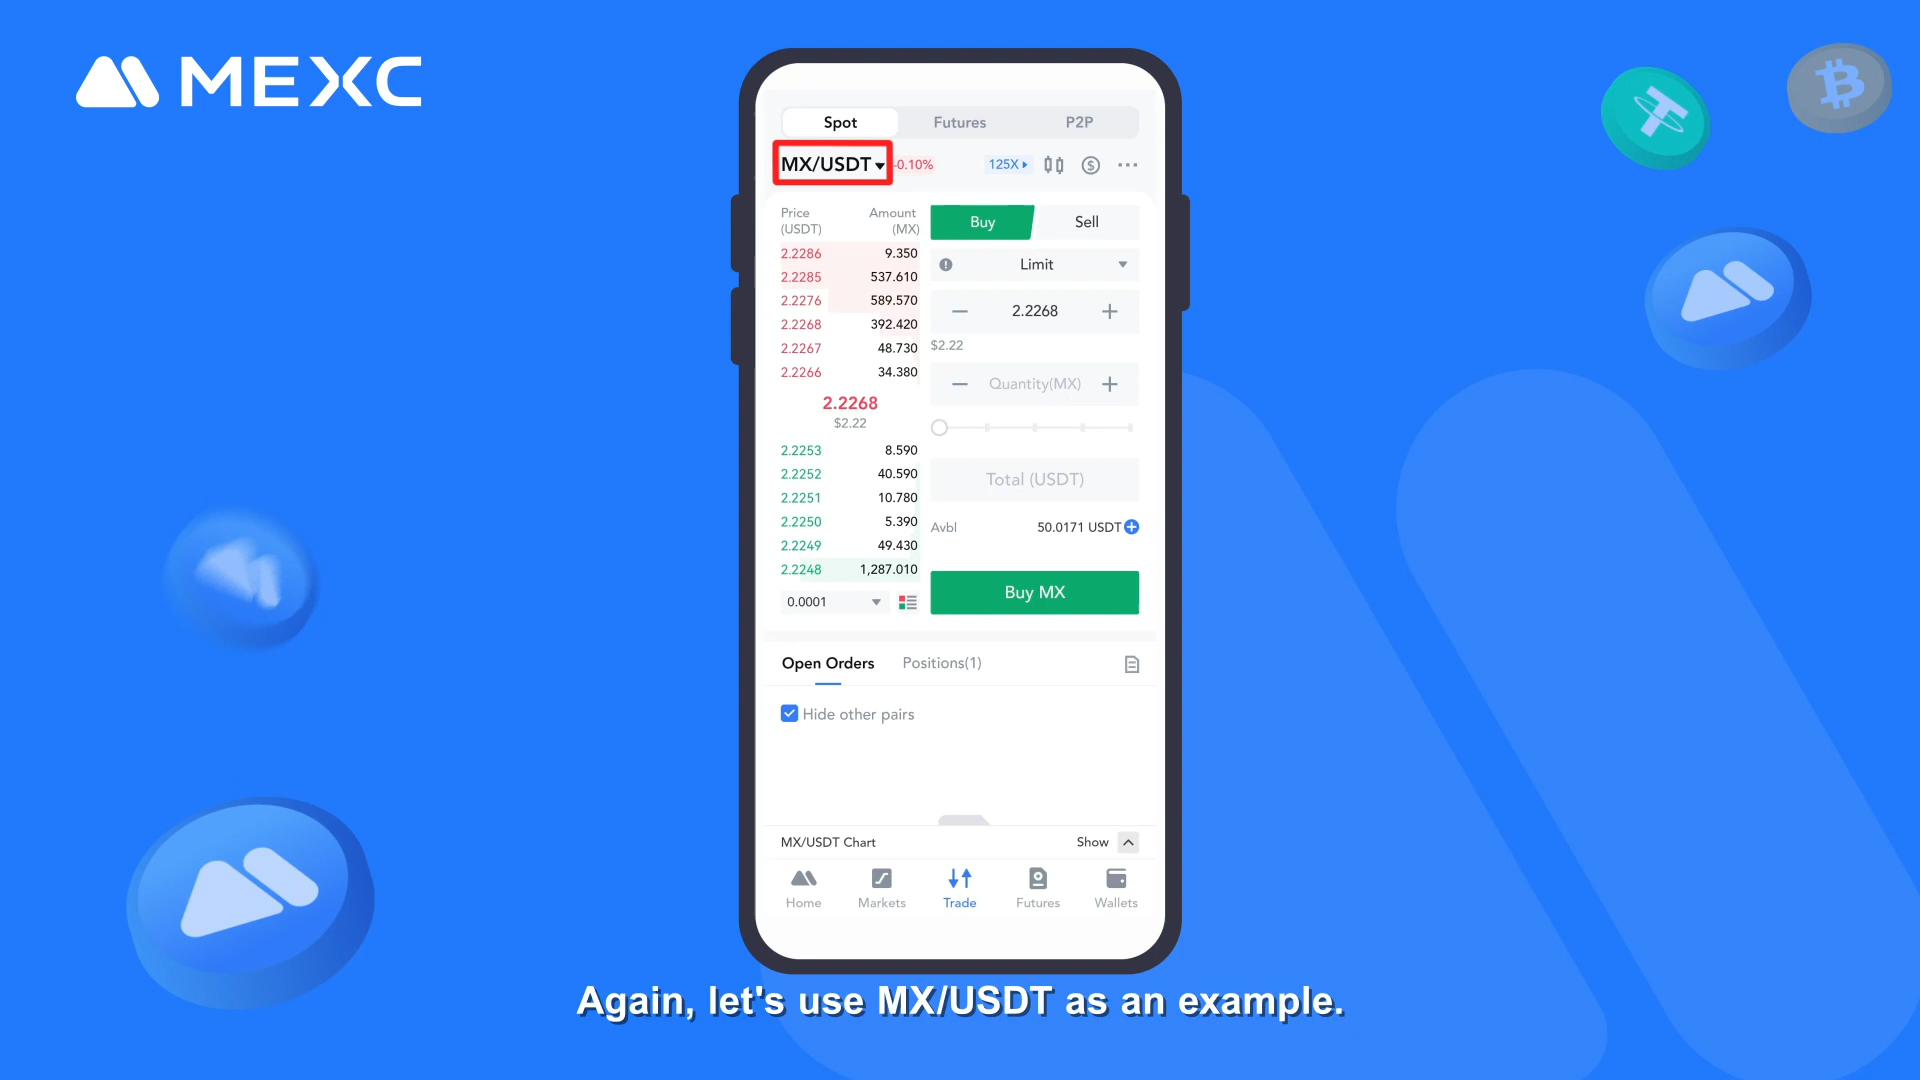 MEXC
Spot Futures P2P
MX/USDT -0.10% 125X
Price (USDT) Amount (MX)
2.2286 9.350
2.2285 537.610
2.2276 589.570
2.2268 392.420
2.2267 48.730
2.2266 34.380
2.2268
$2.22
2.2253 8.590
2.2252 40.590
2.2251 10.780
2.2250 5.390
2.2249 49.430
2.2248 1,287.010
0.0001
Buy Sell
Limit
2.2268
$2.22
Quantity(MX)
Total (USDT)
Avbl 50.0171 USDT
Buy MX
Open Orders Positions(1)
Hide other pairs
MX/USDT Chart Show
Home Markets Trade Futures Wallets
Again, let's use MX/USDT as an example.